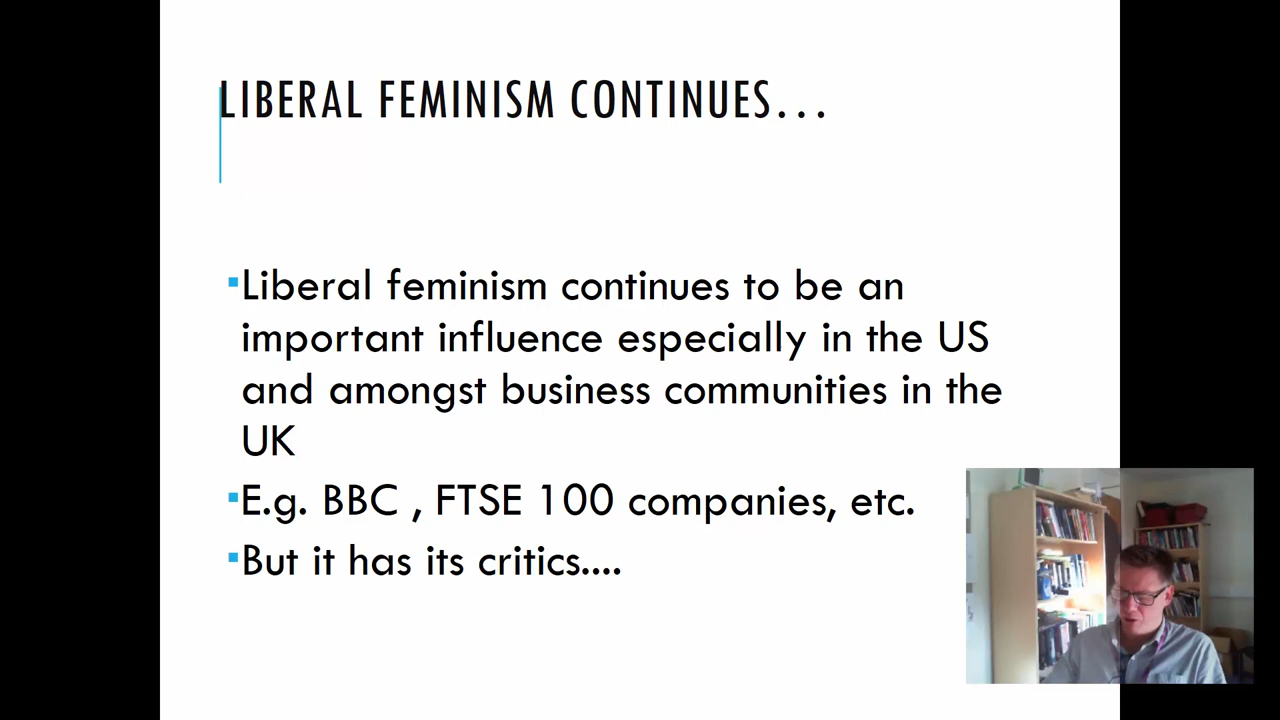 LIBERAL FEMINISM CONTINUES...
▪Liberal feminism continues to be an
important influence especially in the US
and amongst business communities in the
UK
▪E.g. BBC , FTSE 100 companies, etc.
▪But it has its critics....